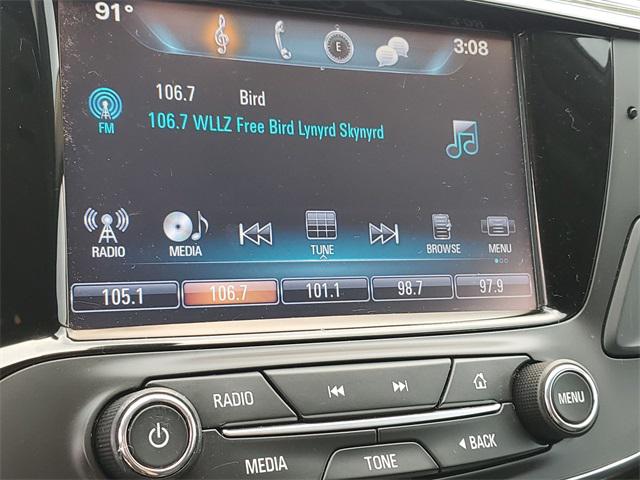 91° 3:08
E
106.7 Bird
106.7 WLLZ Free Bird Lynyrd Skynyrd
FM
RADIO MEDIA TUNE BROWSE MENU
105.1 106.7 101.1 98.7 97.9
RADIO MENU
MEDIA TONE BACK